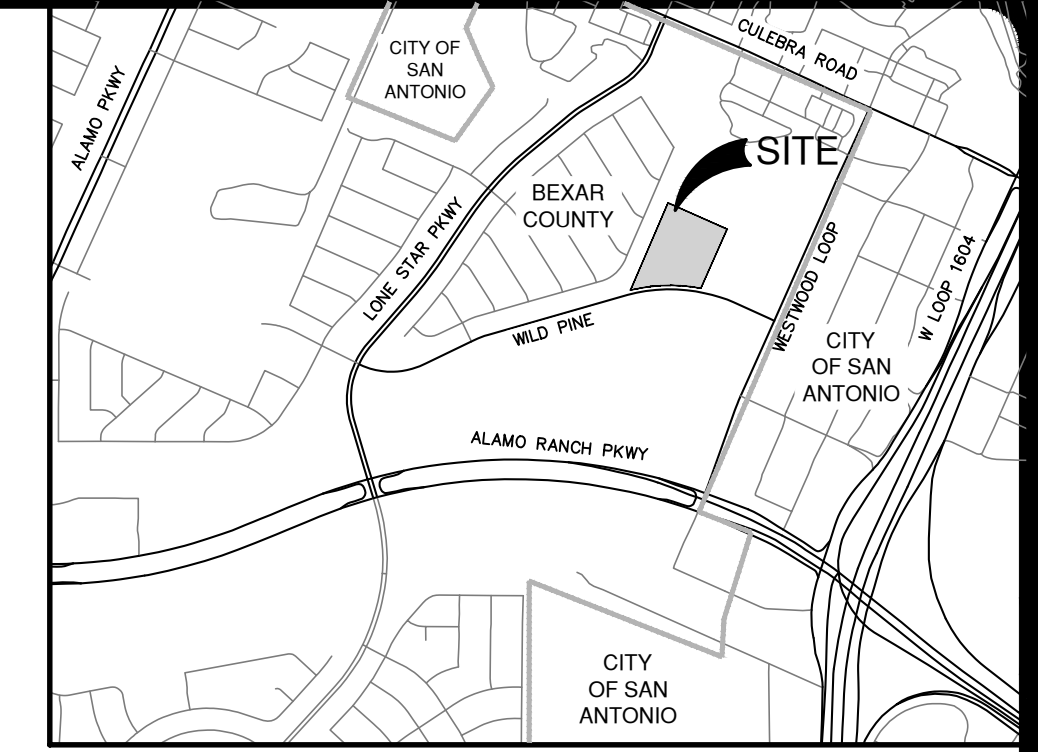 CULEBRA ROAD
CITY OF
SAN
ANTONIO
ALAMO PKWY
SITE
BEXAR
COUNTY
LONE STAR PKWY
WESTWOOD LOOP
W LOOP 1604
WILD PINE
CITY
OF SAN
ANTONIO
ALAMO RANCH PKWY
CITY
OF SAN
ANTONIO